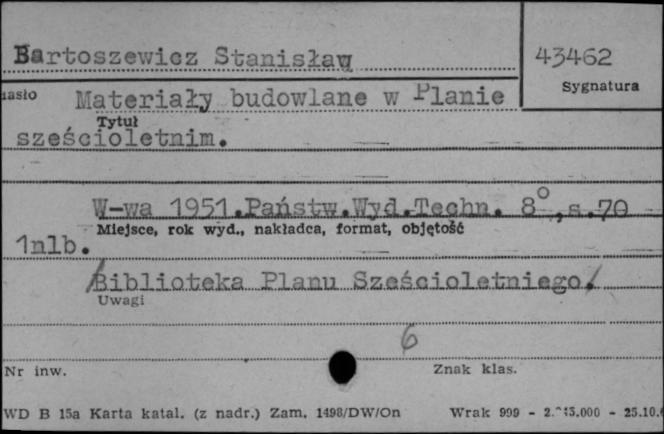 Bartoszewicz Stanisław
43462
Sygnatura
Materiały budowlane w Planie
Tytuł
sześcioletnim.
W-wa 1951.Państw.Wyd.Techn. 8°,s.70
Miejsce, rok wyd., nakładca, format, objętość
1nlb.
/Biblioteka Planu Sześcioletniego/
Uwagi
6
Nr inw.
Znak klas.
WD B 15a Karta katal. (z nadr.) Zam. 1498/DW/On
Wrak 999 -